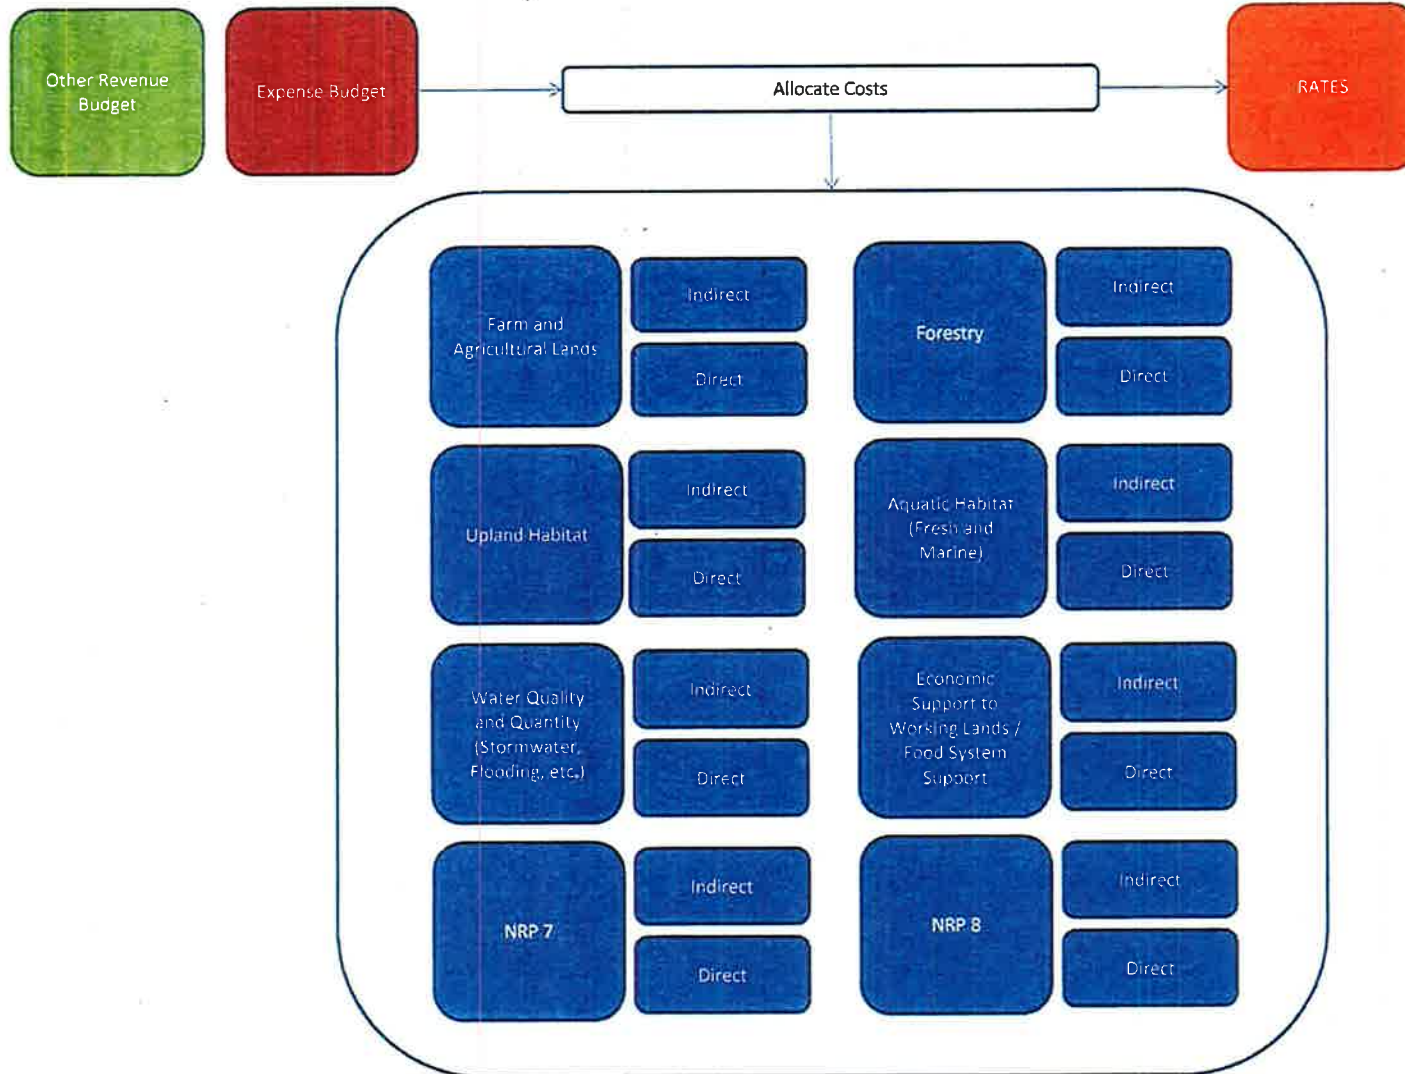 Other Revenue
Budget
Expense Budget
Allocate Costs
RATES
Farm and
Agricultural Lands
Indirect
Direct
Forestry
Indirect
Direct
Upland Habitat
Indirect
Direct
Aquatic Habitat
(Fresh and
Marine)
Indirect
Direct
Water Quality
and Quantity
(Stormwater,
Flooding, etc.)
Indirect
Direct
Economic
Support to
Working Lands /
Food System
Support
Indirect
Direct
NRP 7
Indirect
Direct
NRP 8
Indirect
Direct